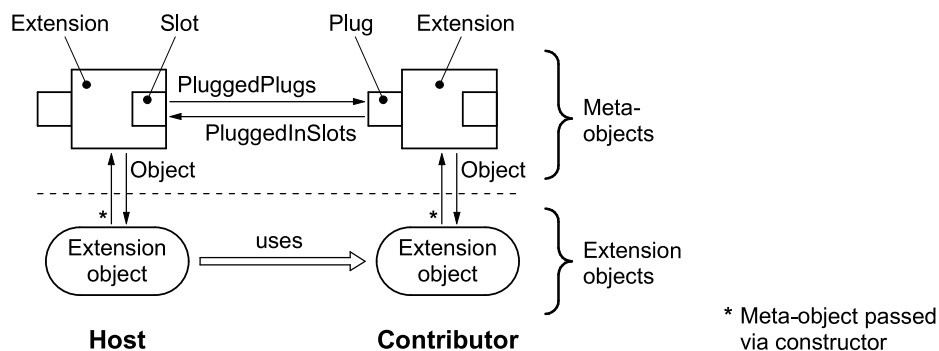 Extension Slot Plug Extension
PluggedPlugs
PluggedInSlots
Meta-
objects
Object Object
* *
Extension
object
uses
Extension
object
Extension
objects
Host Contributor
* Meta-object passed
via constructor